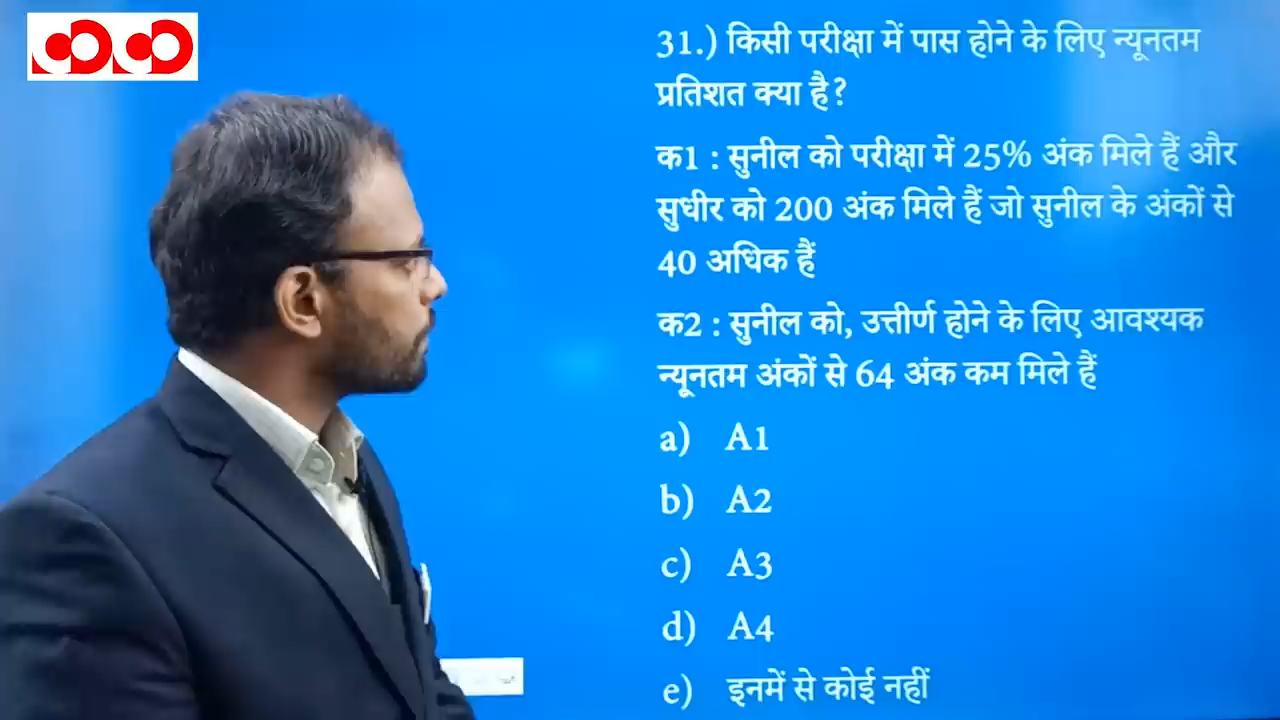 31.) किसी परीक्षा में पास होने के लिए न्यूनतम
प्रतिशत क्या है?
क1 : सुनील को परीक्षा में 25% अंक मिले हैं और
सुधीर को 200 अंक मिले हैं जो सुनील के अंकों से
40 अधिक हैं
क2 : सुनील को, उत्तीर्ण होने के लिए आवश्यक
न्यूनतम अंकों से 64 अंक कम मिले हैं
a) A1
b) A2
c) A3
d) A4
e) इनमें से कोई नहीं